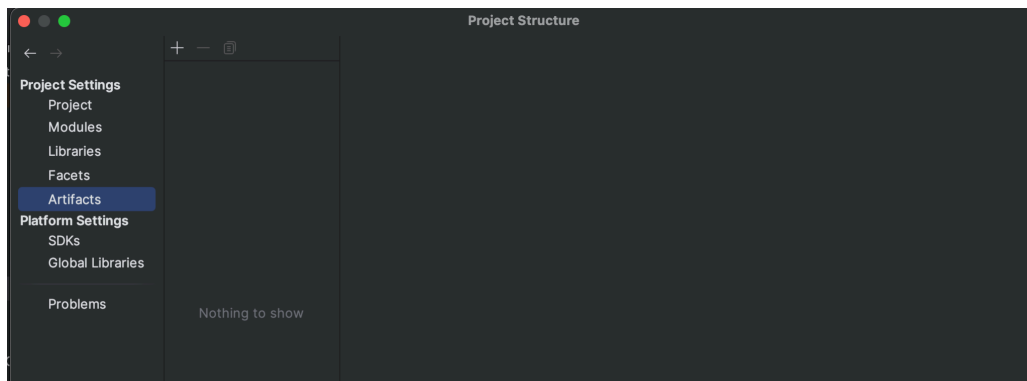 Project Structure
Project Settings
Project
Modules
Libraries
Facets
Artifacts
Platform Settings
SDKs
Global Libraries
Problems
Nothing to show